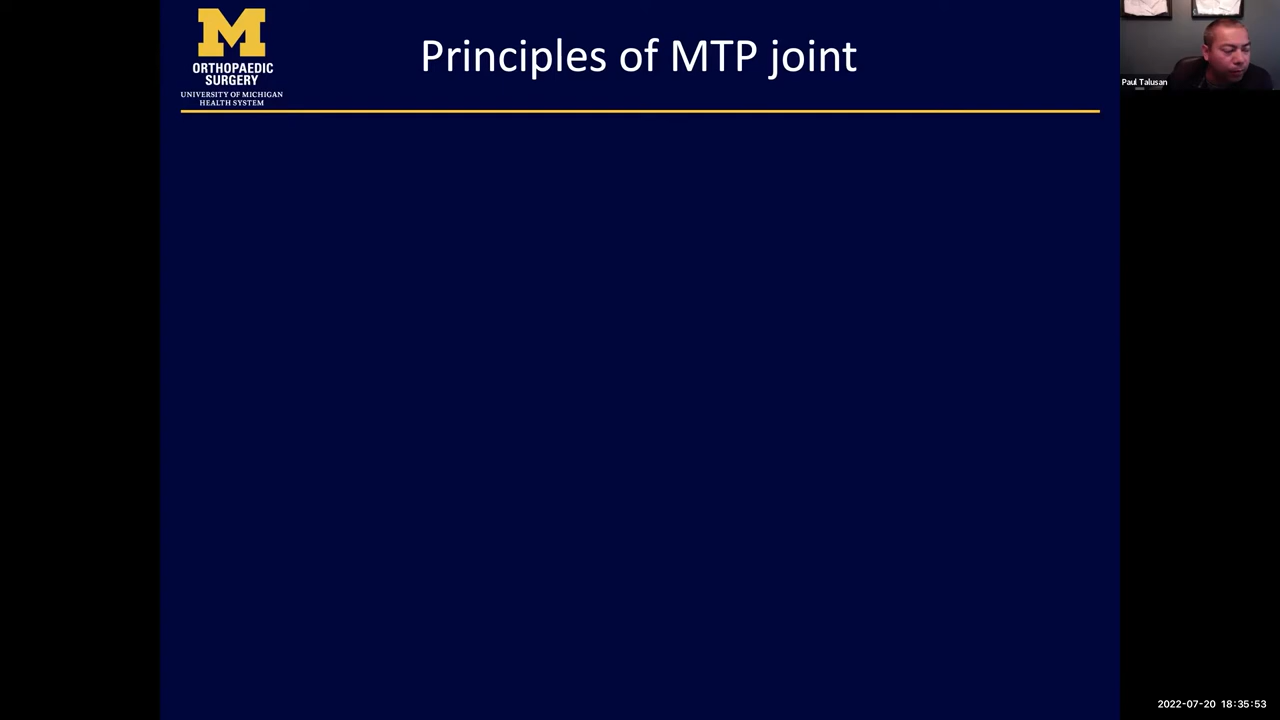 M
ORTHOPAEDIC
SURGERY
UNIVERSITY OF MICHIGAN
HEALTH SYSTEM
Principles of MTP joint
Paul Talusan
2022-07-20 18:35:53